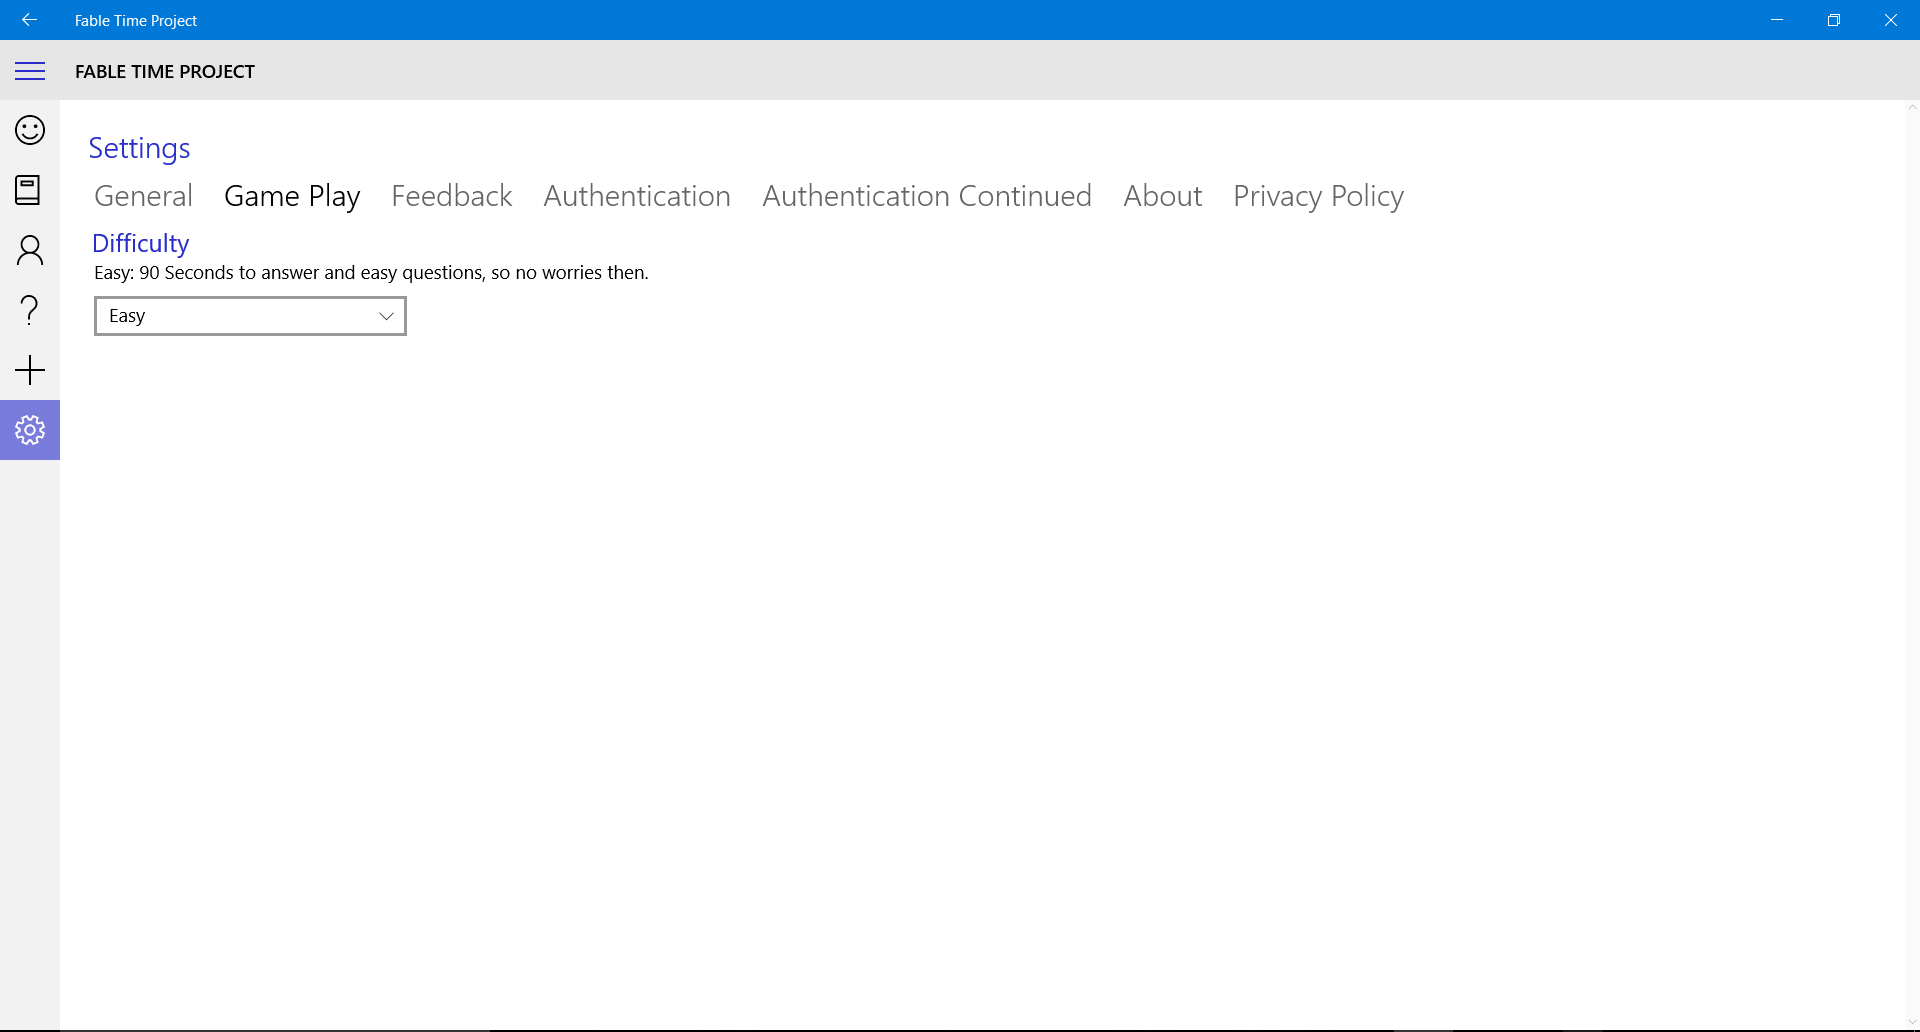 Fable Time Project
FABLE TIME PROJECT
Settings
General Game Play Feedback Authentication Authentication Continued About Privacy Policy
Difficulty
Easy: 90 Seconds to answer and easy questions, so no worries then.
Easy